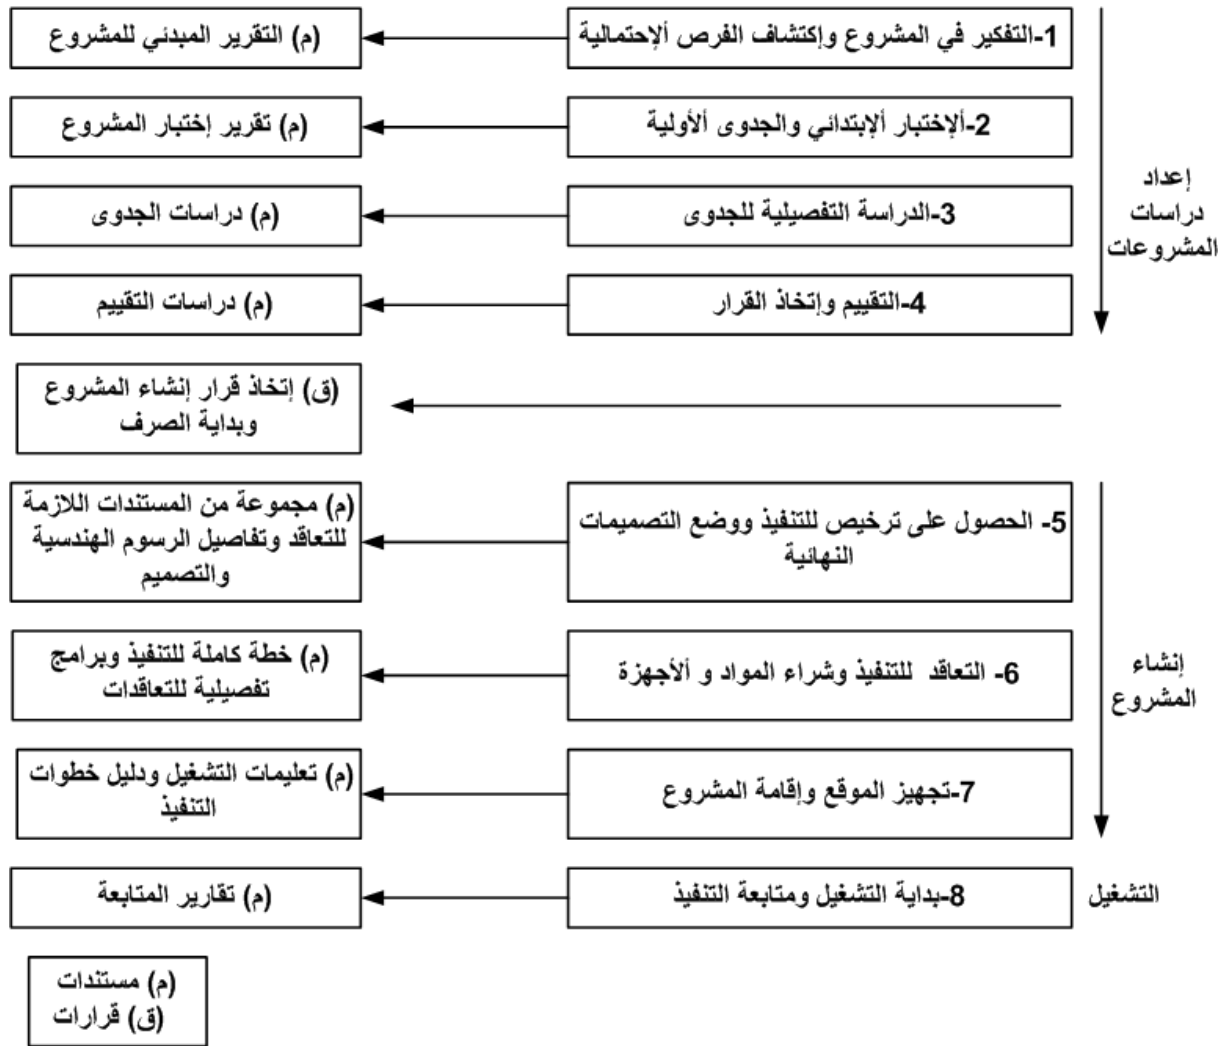 1-التفكير في المشروع وإكتشاف الفرص ألإحتمالية
(م) التقرير المبدئي للمشروع
2-ألإختبار ألإبتدائي والجدوى ألأولية
(م) تقرير إختبار المشروع
إعداد
دراسات
المشروعات
3-الدراسة التفصيلية للجدوى
(م) دراسات الجدوى
4-التقييم وإتخاذ القرار
(م) دراسات التقييم
(ق) إتخاذ قرار إنشاء المشروع
وبداية الصرف
5- الحصول على ترخيص للتنفيذ ووضع التصميمات
النهائية
(م) مجموعة من المستندات اللازمة
للتعاقد وتفاصيل الرسوم الهندسية
والتصميم
إنشاء
المشروع
6- التعاقد للتنفيذ وشراء المواد و ألأجهزة
(م) خطة كاملة للتنفيذ وبرامج
تفصيلية للتعاقدات
7-تجهيز الموقع وإقامة المشروع
(م) تعليمات التشغيل ودليل خطوات
التنفيذ
التشغيل
8-بداية التشغيل ومتابعة التنفيذ
(م) تقارير المتابعة
(م) مستندات
(ق) قرارات